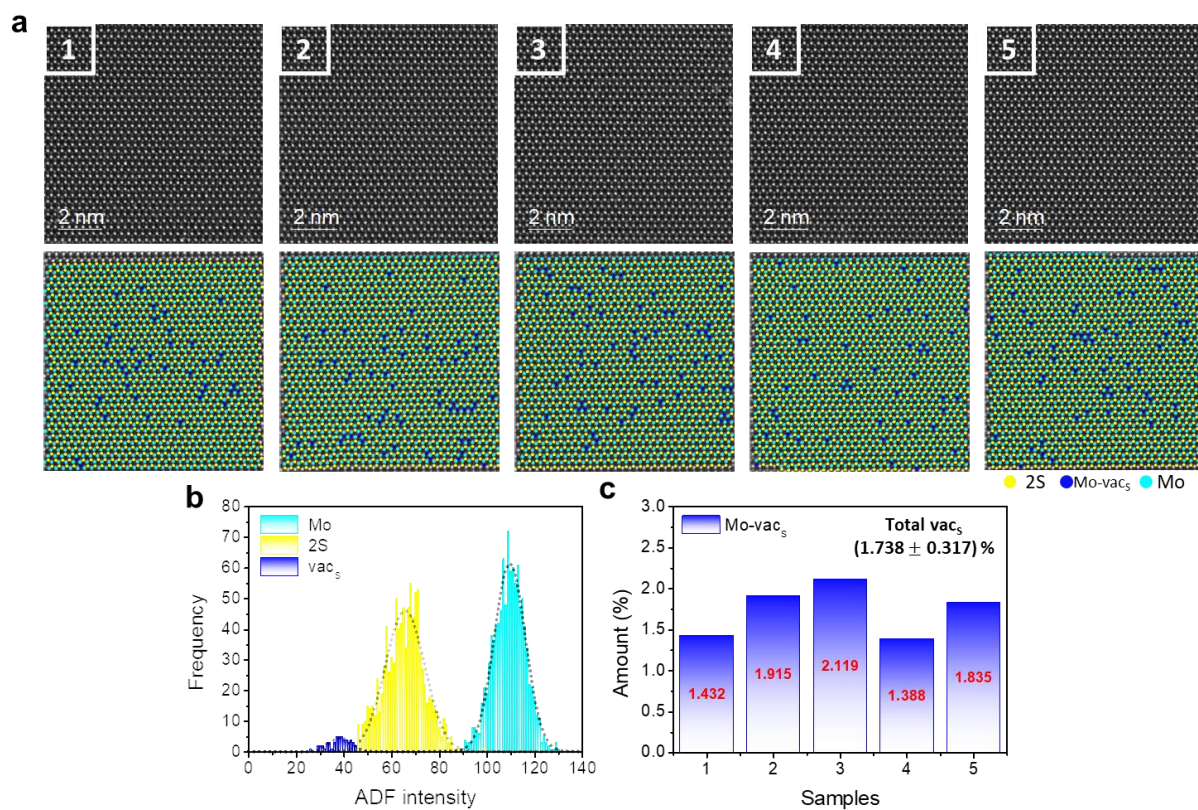 a
1 2 3 4 5
2 nm 2 nm 2 nm 2 nm 2 nm
2S Mo-vacs Mo
b
Mo
2S
vacs
Frequency
80
70
60
50
40
30
20
10
0
0 20 40 60 80 100 120 140
ADF intensity
c
Mo-vacs
Total vacs
(1.738 ± 0.317) %
Amount (%)
3.0
2.5
2.0
1.5
1.0
0.5
0.0
1.432 1.915 2.119 1.388 1.835
1 2 3 4 5
Samples